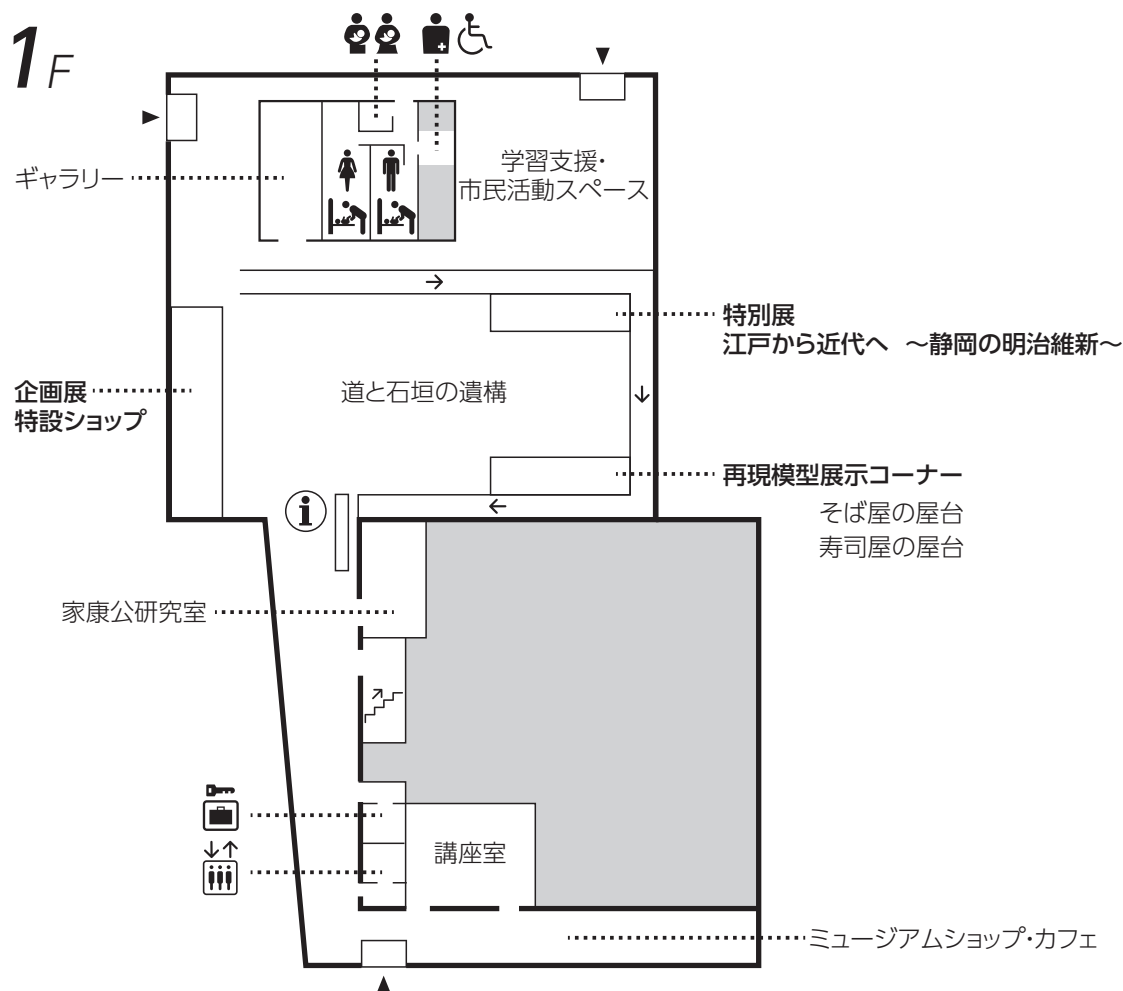 1F
ギャラリー
学習支援・
市民活動スペース
特別展
江戸から近代へ ～静岡の明治維新～
企画展
特設ショップ
道と石垣の遺構
再現模型展示コーナー
そば屋の屋台
寿司屋の屋台
i
家康公研究室
講座室
ミュージアムショップ・カフェ